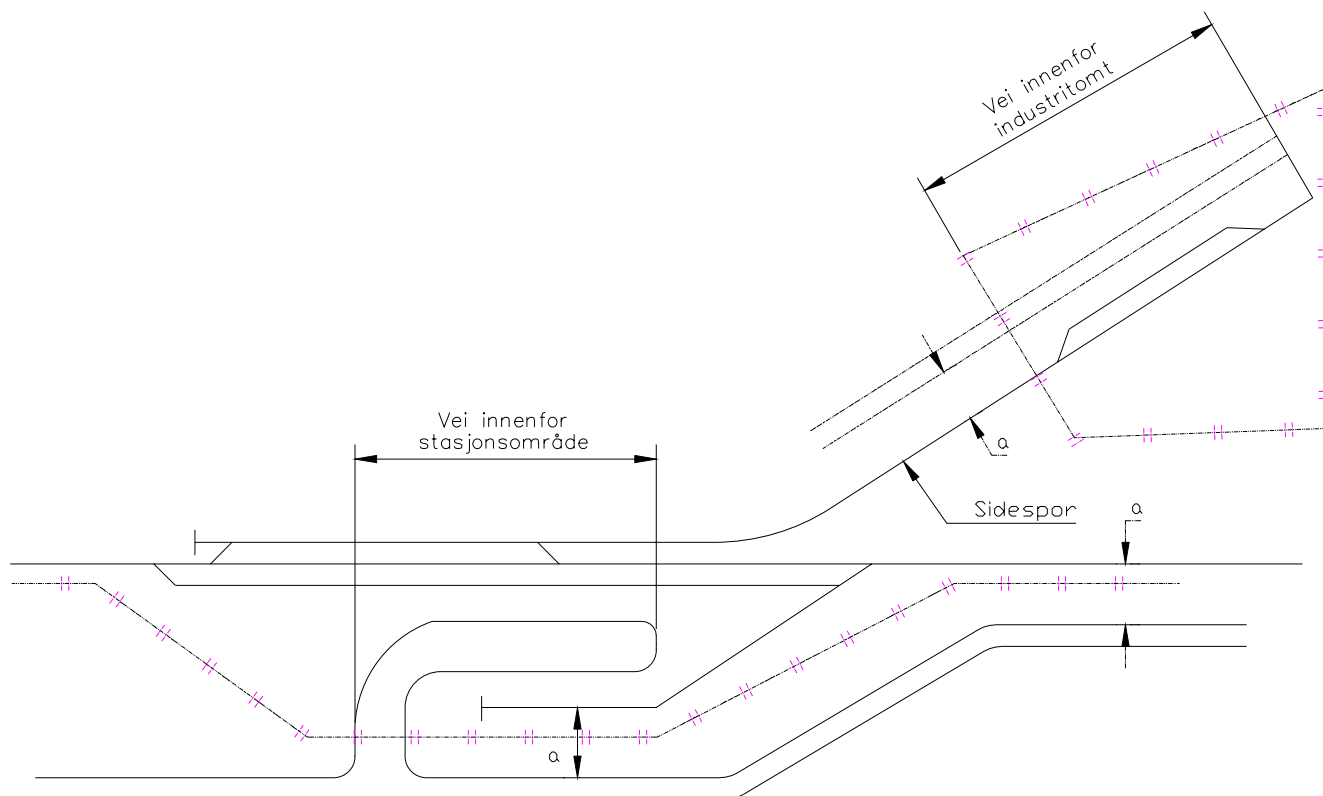 Vei innenfor
industritomt
Vei innenfor
stasjonsområde
a
Sidespor
a
a